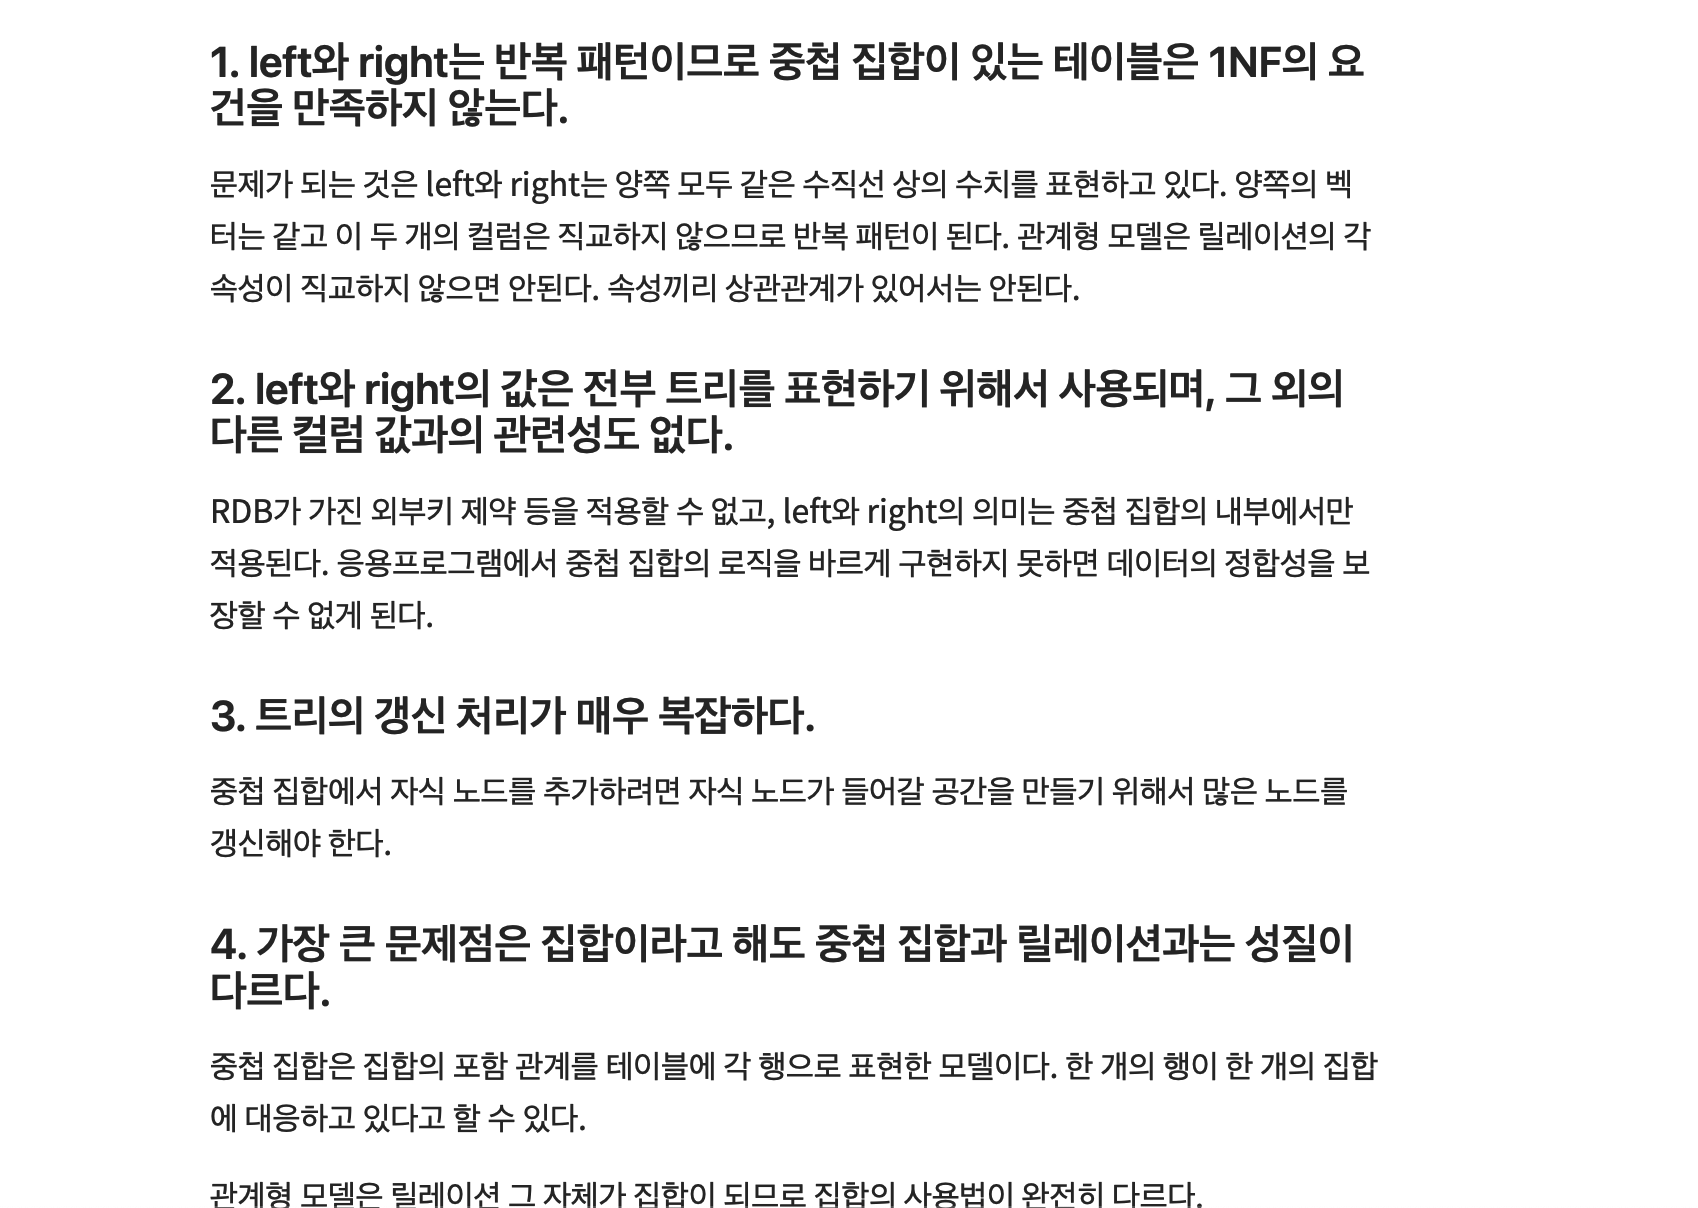 1. left와 right는 반복 패턴이므로 중첩 집합이 있는 테이블은 1NF의 요
건을 만족하지 않는다.
문제가 되는 것은 left와 right는 양쪽 모두 같은 수직선 상의 수치를 표현하고 있다. 양쪽의 벡
터는 같고 이 두 개의 컬럼은 직교하지 않으므로 반복 패턴이 된다. 관계형 모델은 릴레이션의 각
속성이 직교하지 않으면 안된다. 속성끼리 상관관계가 있어서는 안된다.
2. left와 right의 값은 전부 트리를 표현하기 위해서 사용되며, 그 외의
다른 컬럼 값과의 관련성도 없다.
RDB가 가진 외부키 제약 등을 적용할 수 없고, left와 right의 의미는 중첩 집합의 내부에서만
적용된다. 응용프로그램에서 중첩 집합의 로직을 바르게 구현하지 못하면 데이터의 정합성을 보
장할 수 없게 된다.
3. 트리의 갱신 처리가 매우 복잡하다.
중첩 집합에서 자식 노드를 추가하려면 자식 노드가 들어갈 공간을 만들기 위해서 많은 노드를
갱신해야 한다.
4. 가장 큰 문제점은 집합이라고 해도 중첩 집합과 릴레이션과는 성질이
다르다.
중첩 집합은 집합의 포함 관계를 테이블에 각 행으로 표현한 모델이다. 한 개의 행이 한 개의 집합
에 대응하고 있다고 할 수 있다.
관계형 모델은 릴레이션 그 자체가 집합이 되므로 집합의 사용법이 완전히 다르다.